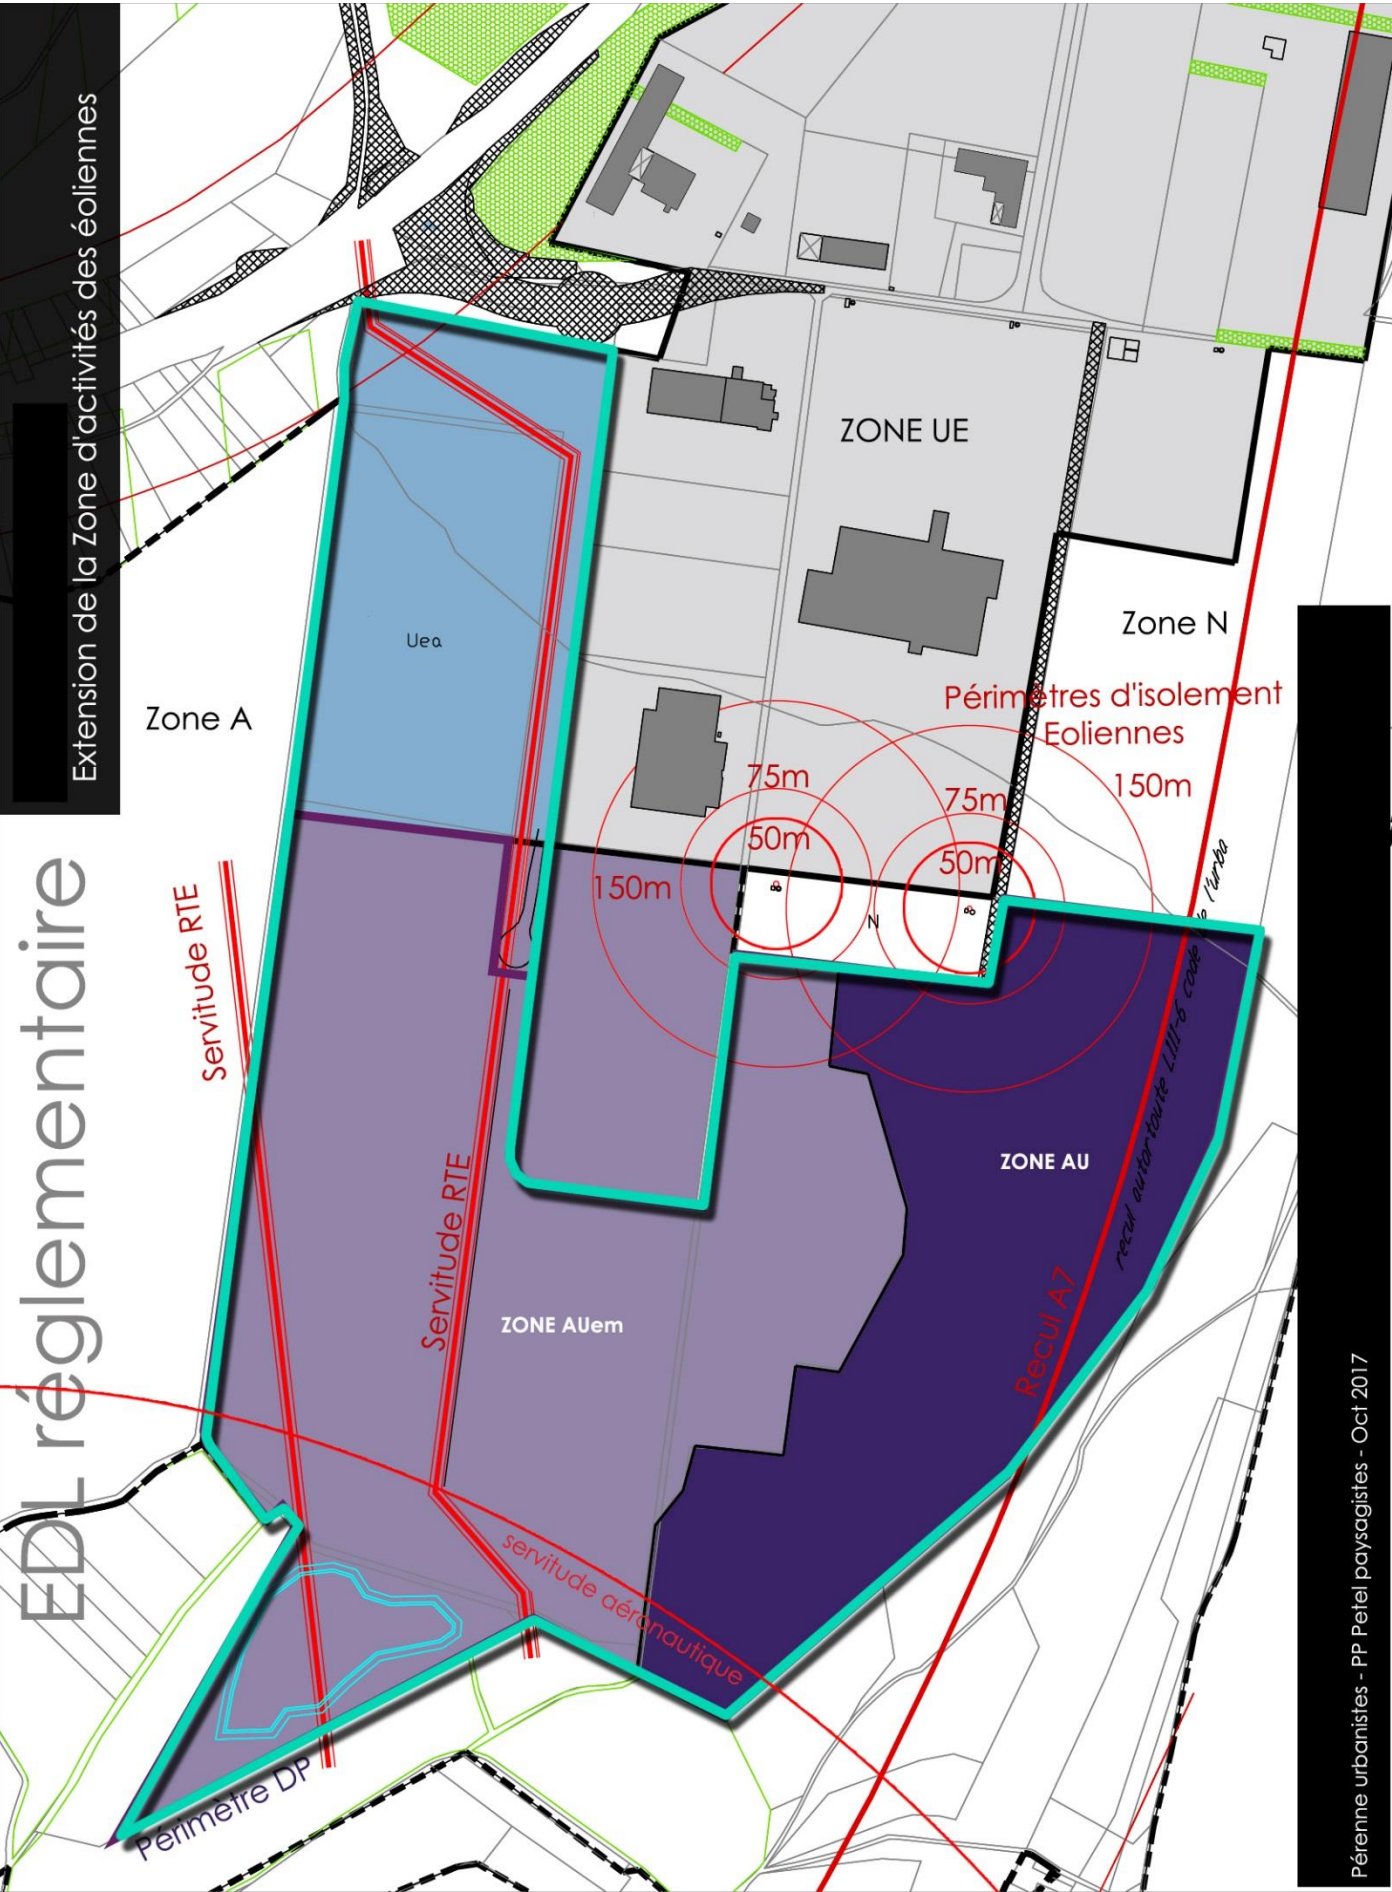 EDL réglementaire
Extension de la Zone d'activités des éoliennes
ZONE UE
Uea
Zone N
Zone A
Périmètres d'isolement
Eoliennes
75m
150m
75m
50m
50m
150m
N
Servitude RTE
recul autortoute L111-6 code
l'urba
ZONE AU
Servitude RTE
Recul A7
ZONE AUem
servitude aéronautique
Périmètre DP
Pérenne urbanistes - PP Petel paysagistes - Oct 2017